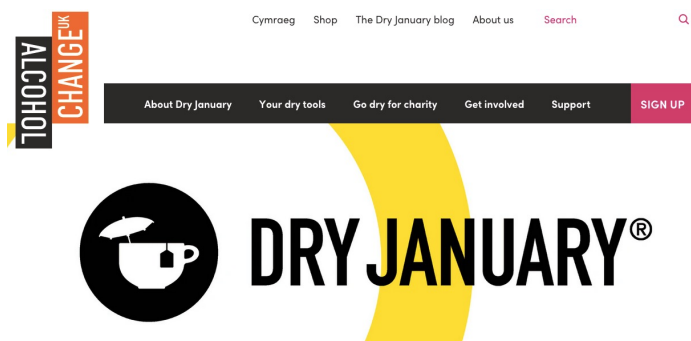 ALCOHOL
CHANGE UK
Cymraeg Shop The Dry January blog About us Search
About Dry January Your dry tools Go dry for charity Get involved Support SIGN UP
DRY JANUARY®